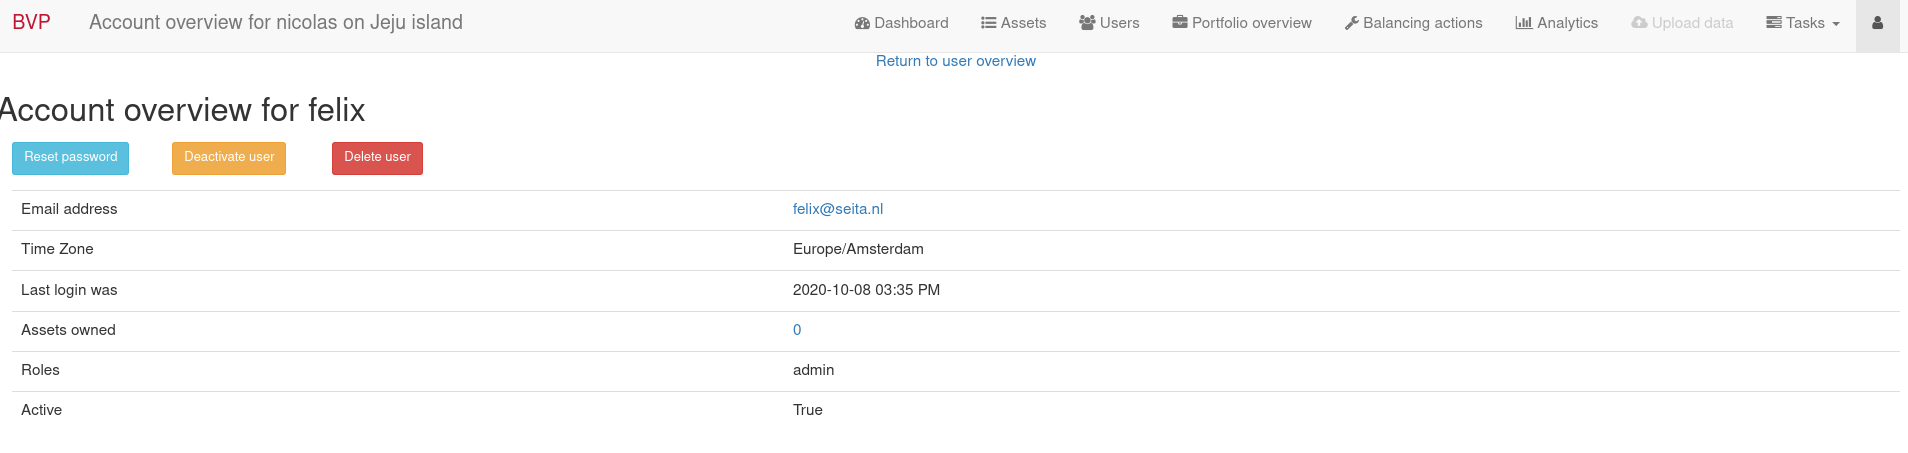 BVP Account overview for nicolas on Jeju island Dashboard Assets Users Portfolio overview Balancing actions Analytics Upload data Tasks
Return to user overview
Account overview for felix
Reset password Deactivate user Delete user
Email address felix@seita.nl
Time Zone Europe/Amsterdam
Last login was 2020-10-08 03:35 PM
Assets owned 0
Roles admin
Active True